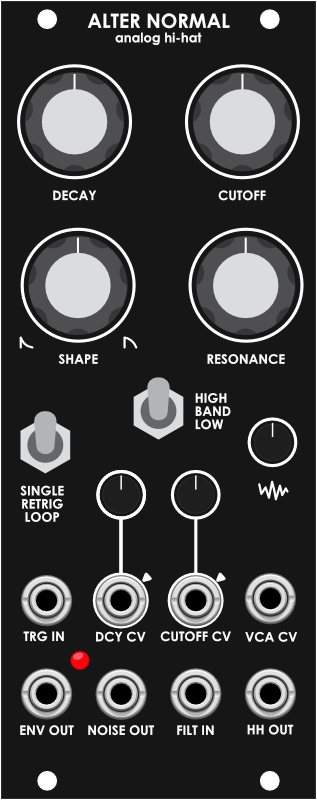 ALTER NORMAL
analog hi-hat
DECAY
CUTOFF
SHAPE
RESONANCE
HIGH
BAND
LOW
SINGLE
RETRIG
LOOP
TRG IN
DCY CV
CUTOFF CV
VCA CV
ENV OUT
NOISE OUT
FILT IN
HH OUT